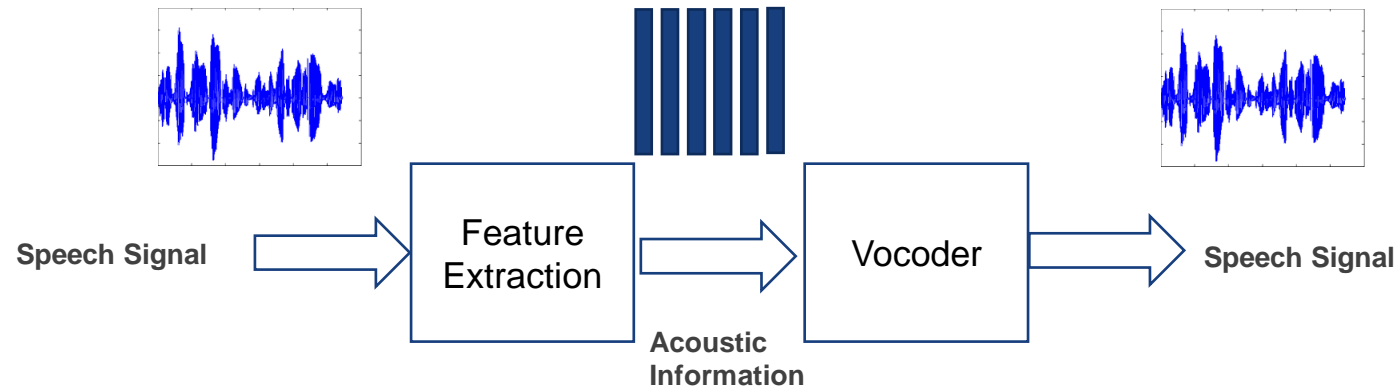 Speech Signal
Feature
Extraction
Acoustic
Information
Vocoder
Speech Signal